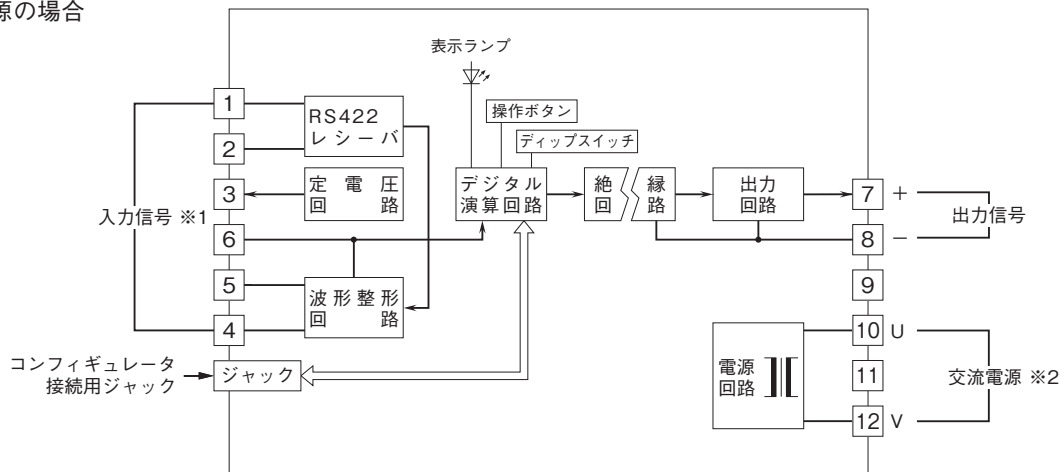 源の場合
表示ランプ
操作ボタン
ディップスイッチ
1
2
3
6
5
4
入力信号 ※1
RS422
レシーバ
定電圧
回路
波形整形
回路
デジタル
演算回路
絶縁
回路
出力
回路
7 +
8 −
出力信号
9
10 U
11
12 V
電源
回路
交流電源 ※2
コンフィギュレータ
接続用ジャック
ジャック